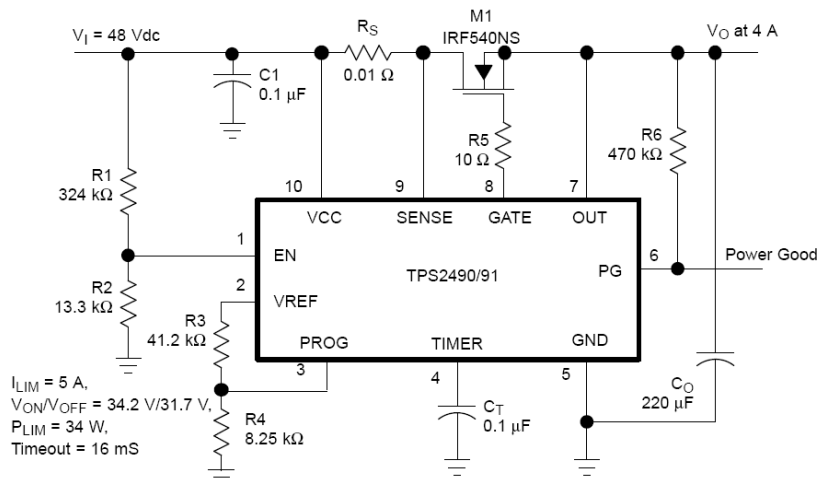 V_I = 48 Vdc
R_S
0.01 Ω
M1
IRF540NS
V_O at 4 A
C1
0.1 μF
R5
10 Ω
R6
470 kΩ
R1
324 kΩ
10
9
8
7
VCC
SENSE
GATE
OUT
1
EN
6
Power Good
TPS2490/91
PG
R2
13.3 kΩ
2
VREF
R3
41.2 kΩ
PROG
TIMER
GND
3
4
5
I_LIM = 5 A,
V_ON/V_OFF = 34.2 V/31.7 V,
P_LIM = 34 W,
Timeout = 16 mS
R4
8.25 kΩ
C_T
0.1 μF
C_O
220 μF